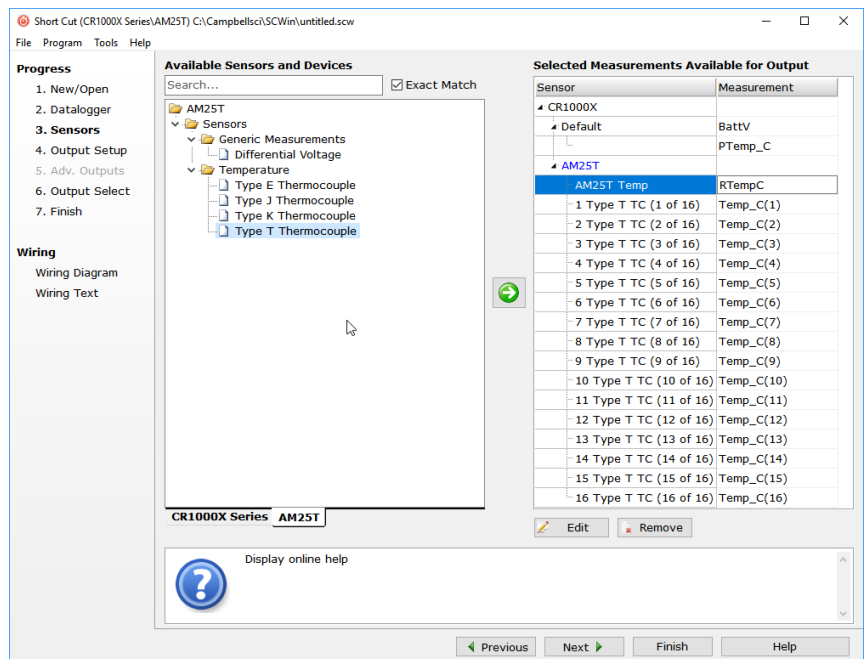 Short Cut (CR1000X Series\AM25T) C:\Campbellsci\SCWin\untitled.scw
File Program Tools Help
Progress
1. New/Open
2. Datalogger
3. Sensors
4. Output Setup
5. Adv. Outputs
6. Output Select
7. Finish
Wiring
Wiring Diagram
Wiring Text
Available Sensors and Devices
Search... Exact Match
AM25T
Sensors
Generic Measurements
Differential Voltage
Temperature
Type E Thermocouple
Type J Thermocouple
Type K Thermocouple
Type T Thermocouple
CR1000X Series AM25T
Selected Measurements Available for Output
Sensor Measurement
CR1000X
Default BattV
PTemp_C
AM25T
AM25T Temp RTempC
1 Type T TC (1 of 16) Temp_C(1)
2 Type T TC (2 of 16) Temp_C(2)
3 Type T TC (3 of 16) Temp_C(3)
4 Type T TC (4 of 16) Temp_C(4)
5 Type T TC (5 of 16) Temp_C(5)
6 Type T TC (6 of 16) Temp_C(6)
7 Type T TC (7 of 16) Temp_C(7)
8 Type T TC (8 of 16) Temp_C(8)
9 Type T TC (9 of 16) Temp_C(9)
10 Type T TC (10 of 16) Temp_C(10)
11 Type T TC (11 of 16) Temp_C(11)
12 Type T TC (12 of 16) Temp_C(12)
13 Type T TC (13 of 16) Temp_C(13)
14 Type T TC (14 of 16) Temp_C(14)
15 Type T TC (15 of 16) Temp_C(15)
16 Type T TC (16 of 16) Temp_C(16)
Edit Remove
Display online help
Previous Next Finish Help